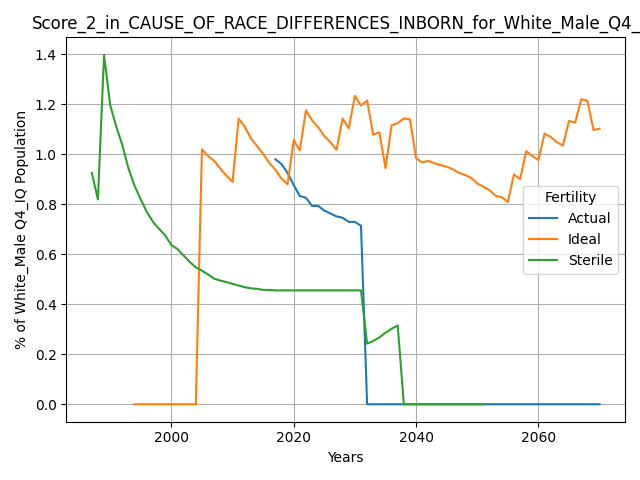 Score_2_in_CAUSE_OF_RACE_DIFFERENCES_INBORN_for_White_Male_Q4_
1.4
1.2
1.0
0.8
0.6
0.4
0.2
0.0
% of White_Male Q4_IQ Population
Fertility
Actual
Ideal
Sterile
2000 2020 2040 2060
Years